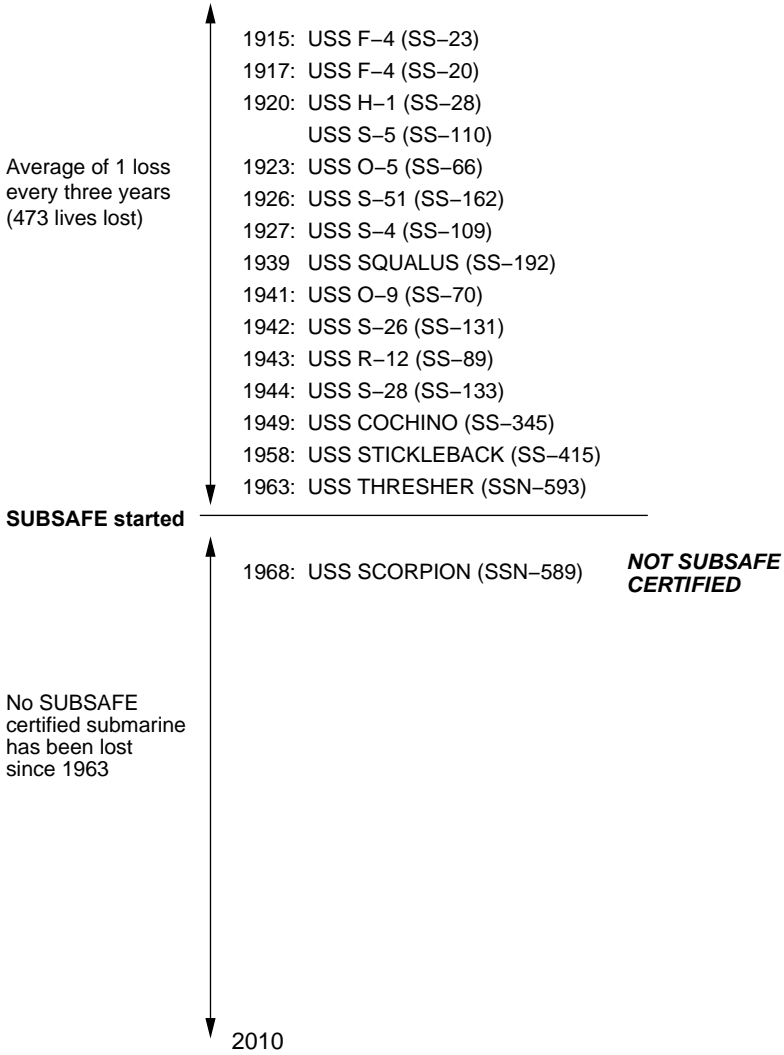 1915: USS F−4 (SS−23)
1917: USS F−4 (SS−20)
1920: USS H−1 (SS−28)
USS S−5 (SS−110)
1923: USS O−5 (SS−66)
1926: USS S−51 (SS−162)
1927: USS S−4 (SS−109)
1939 USS SQUALUS (SS−192)
1941: USS O−9 (SS−70)
1942: USS S−26 (SS−131)
1943: USS R−12 (SS−89)
1944: USS S−28 (SS−133)
1949: USS COCHINO (SS−345)
1958: USS STICKLEBACK (SS−415)
1963: USS THRESHER (SSN−593)
Average of 1 loss
every three years
(473 lives lost)
SUBSAFE started
1968: USS SCORPION (SSN−589)
NOT SUBSAFE
CERTIFIED
No SUBSAFE
certified submarine
has been lost
since 1963
2010